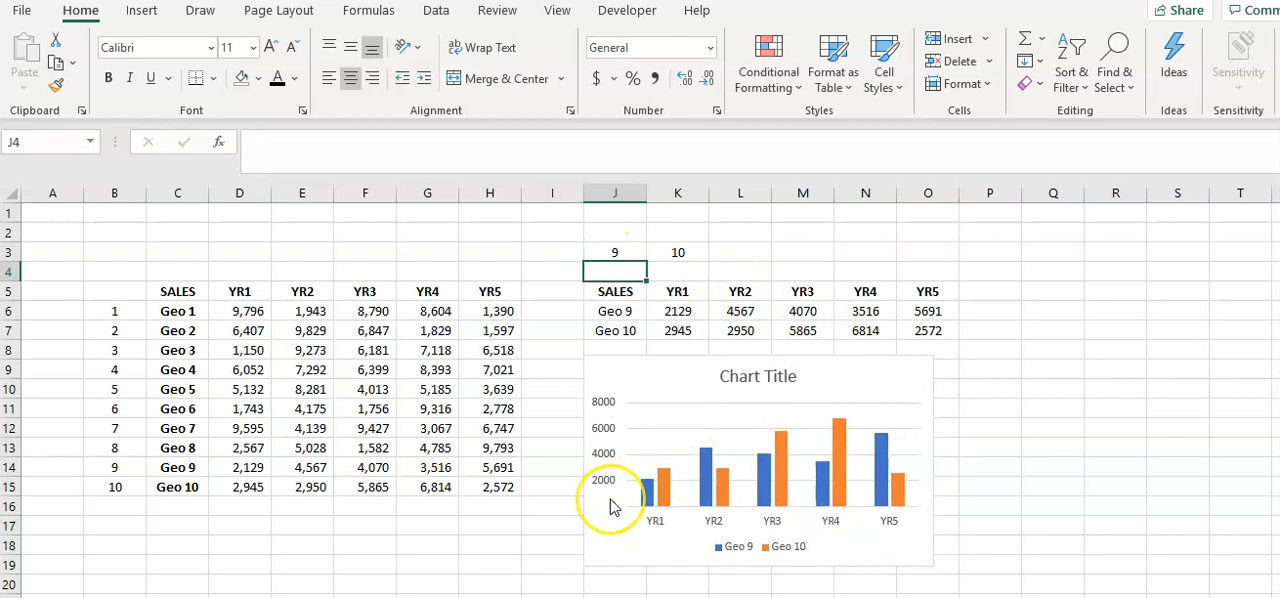 File Home Insert Draw Page Layout Formulas Data Review View Developer Help Share Comm
Paste Calibri 11 A A ab Wrap Text General Insert Σ
B I U A Merge & Center $ % 9 .00 Conditional Formatting Format as Table Cell Styles Delete Format Sort & Filter Find & Select Ideas Sensitivity
Clipboard Font Alignment Number Styles Cells Editing Ideas Sensitivity
J4 fx
A B C D E F G H I J K L M N O P Q R S T
1
2
3 9 10
4
5 SALES YR1 YR2 YR3 YR4 YR5 SALES YR1 YR2 YR3 YR4 YR5
6 1 Geo 1 9,796 1,943 8,790 8,604 1,390 Geo 9 2129 4567 4070 3516 5691
7 2 Geo 2 6,407 9,829 6,847 1,829 1,597 Geo 10 2945 2950 5865 6814 2572
8 3 Geo 3 1,150 9,273 6,181 7,118 6,518
9 4 Geo 4 6,052 7,292 6,399 8,393 7,021
10 5 Geo 5 5,132 8,281 4,013 5,185 3,639
11 6 Geo 6 1,743 4,175 1,756 9,316 2,778
12 7 Geo 7 9,595 4,139 9,427 3,067 6,747
13 8 Geo 8 2,567 5,028 1,582 4,785 9,793
14 9 Geo 9 2,129 4,567 4,070 3,516 5,691
15 10 Geo 10 2,945 2,950 5,865 6,814 2,572
16
17
18
19
20
Chart Title
8000
6000
4000
2000
YR1 YR2 YR3 YR4 YR5
Geo 9 Geo 10